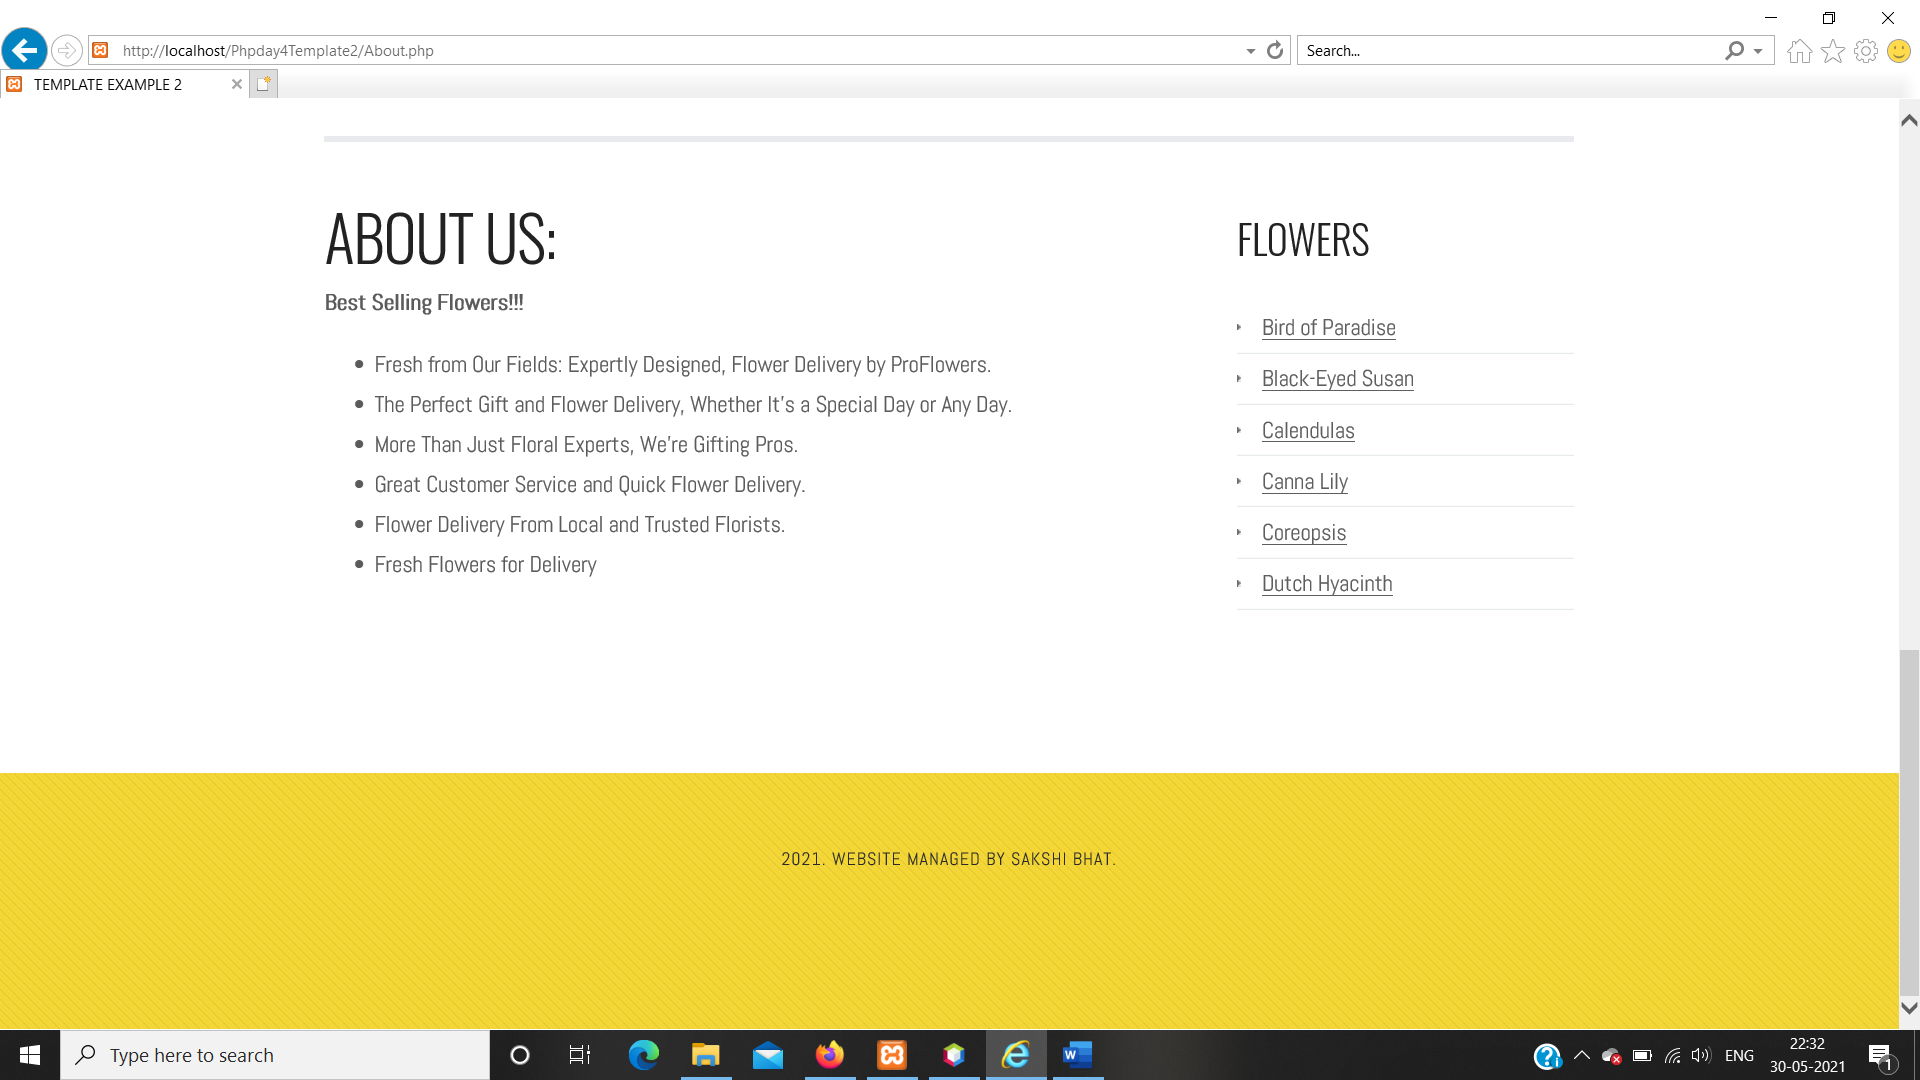 http://localhost/Phpday4Template2/About.php
Search...
TEMPLATE EXAMPLE 2
ABOUT US:
Best Selling Flowers!!!
Fresh from Our Fields: Expertly Designed, Flower Delivery by ProFlowers.
The Perfect Gift and Flower Delivery, Whether It's a Special Day or Any Day.
More Than Just Floral Experts, We're Gifting Pros.
Great Customer Service and Quick Flower Delivery.
Flower Delivery From Local and Trusted Florists.
Fresh Flowers for Delivery
FLOWERS
Bird of Paradise
Black-Eyed Susan
Calendulas
Canna Lily
Coreopsis
Dutch Hyacinth
2021. WEBSITE MANAGED BY SAKSHI BHAT.
Type here to search
ENG
22:32
30-05-2021
1